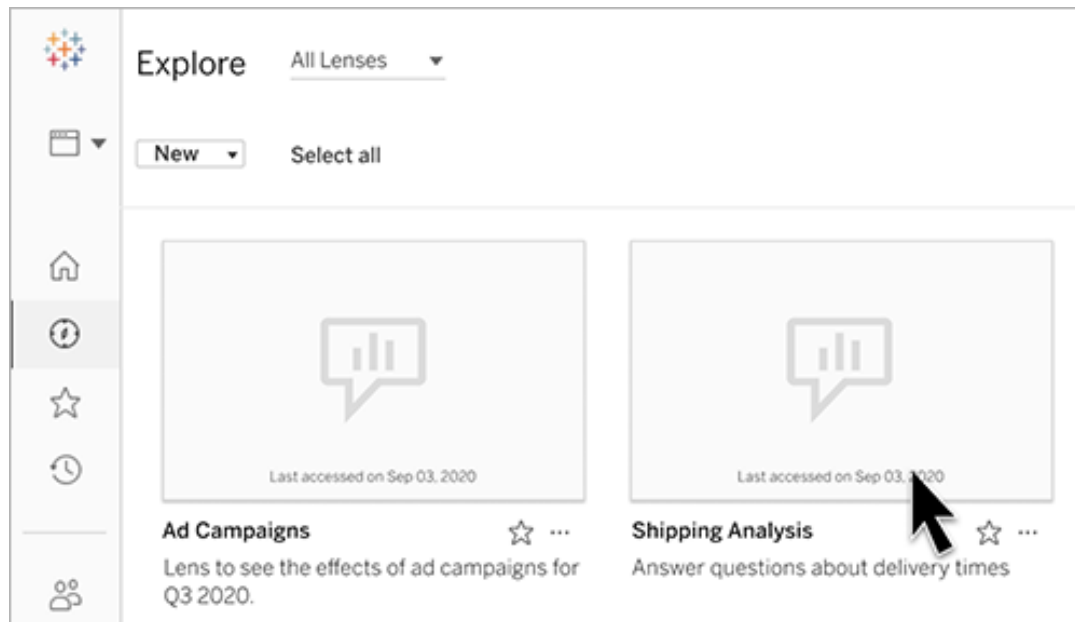 Explore
All Lenses
New
Select all
Last accessed on Sep 03, 2020
Last accessed on Sep 03, 2020
Ad Campaigns
...
Shipping Analysis
...
Lens to see the effects of ad campaigns for
Q3 2020.
Answer questions about delivery times